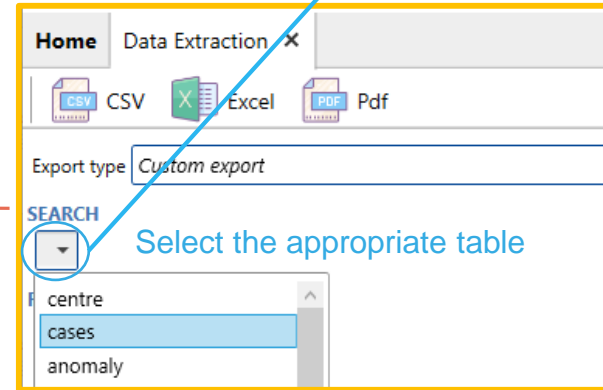 Home Data Extraction ×
CSV CSV Excel PDF Pdf
Export type Custom export
SEARCH
Select the appropriate table
centre
cases
anomaly